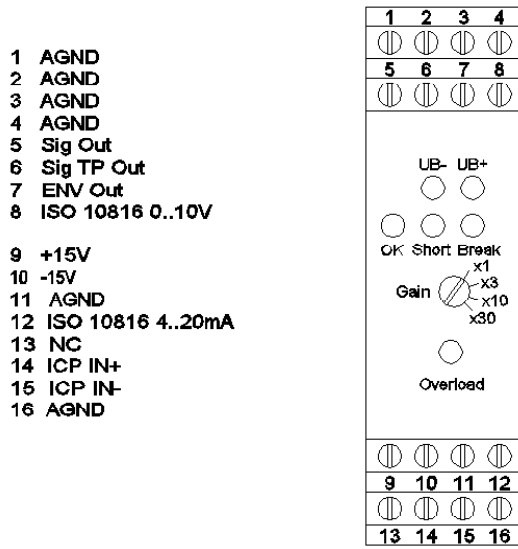 1 AGND
2 AGND
3 AGND
4 AGND
5 Sig Out
6 Sig TP Out
7 ENV Out
8 ISO 10816 0..10V
9 +15V
10 -15V
11 AGND
12 ISO 10816 4..20mA
13 NC
14 ICP IN+
15 ICP IN-
16 AGND
1 2 3 4
5 6 7 8
UB- UB+
OK Short Break
x1
Gain x3
x10
x30
Overload
9 10 11 12
13 14 15 16